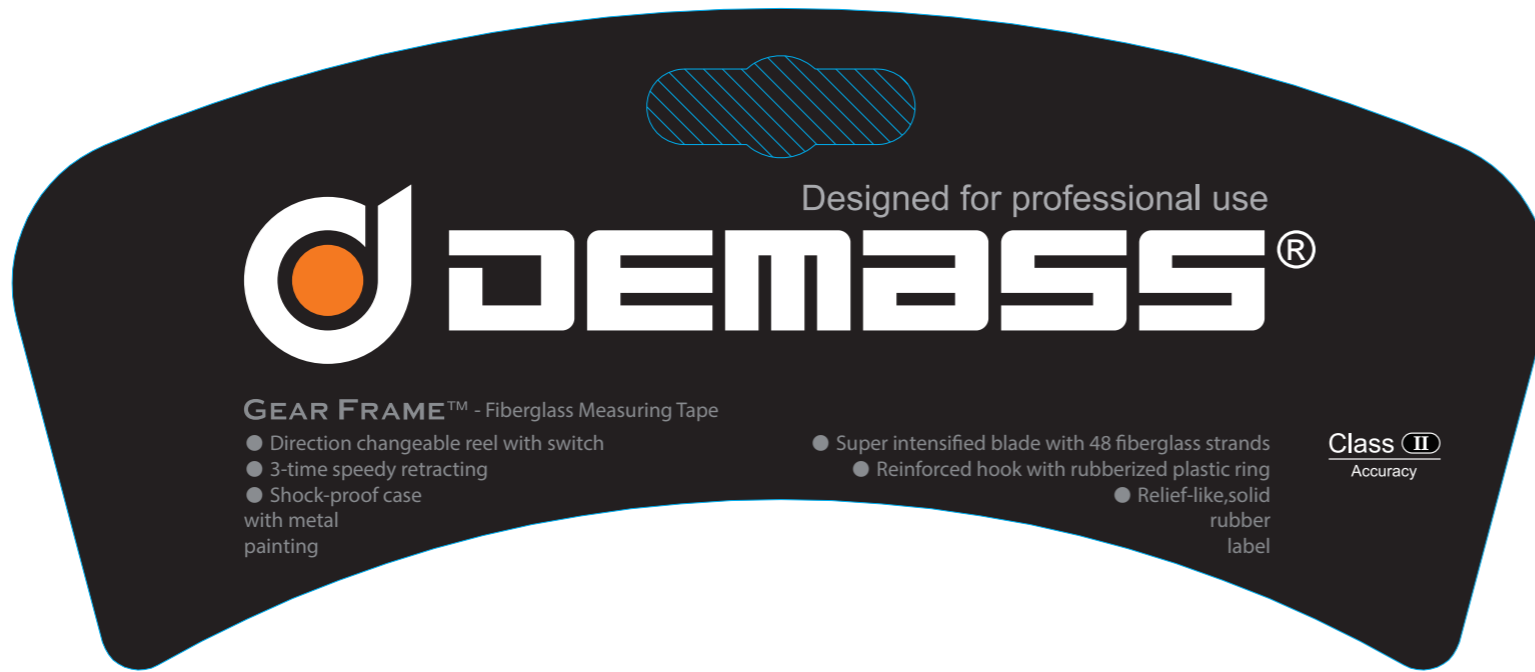 Designed for professional use
DEMASS®
GEAR FRAME™ - Fiberglass Measuring Tape
● Direction changeable reel with switch
● 3-time speedy retracting
● Shock-proof case
with metal
painting
● Super intensified blade with 48 fiberglass strands
● Reinforced hook with rubberized plastic ring
● Relief-like,solid
rubber
label
Class II
Accuracy